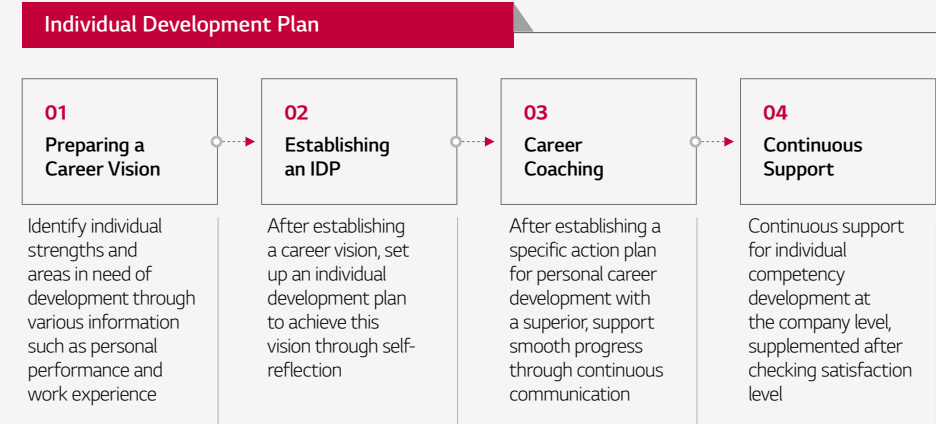 Individual Development Plan
01
Preparing a
Career Vision
Identify individual
strengths and
areas in need of
development through
various information
such as personal
performance and
work experience
02
Establishing
an IDP
After establishing
a career vision, set
up an individual
development plan
to achieve this
vision through self-
reflection
03
Career
Coaching
After establishing a
specific action plan
for personal career
development with
a superior, support
smooth progress
through continuous
communication
04
Continuous
Support
Continuous support
for individual
competency
development at
the company level,
supplemented after
checking satisfaction
level